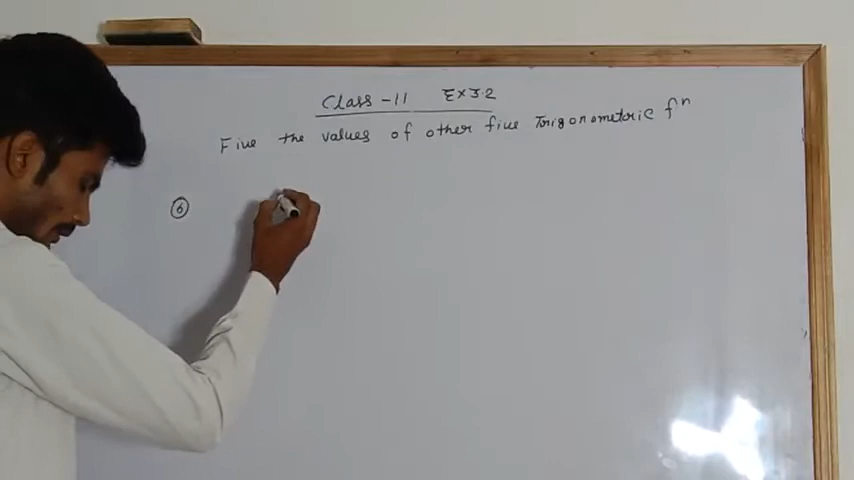 Class - 11 Ex 3.2
Five the values of other five Trigonometric fⁿ
6